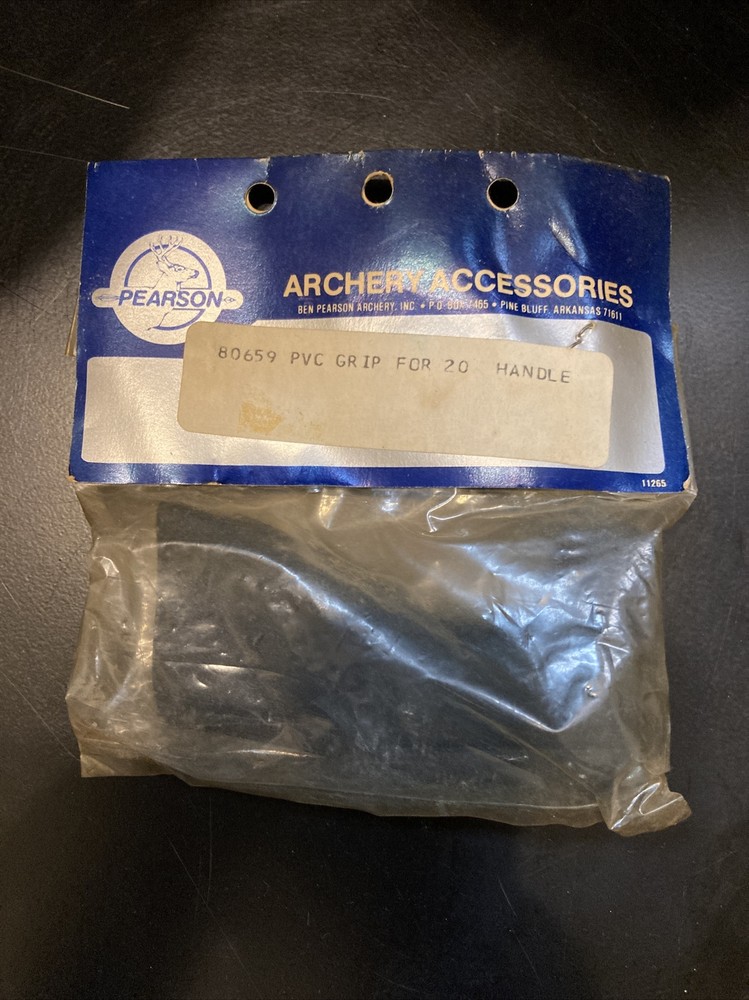 PEARSON
ARCHERY ACCESSORIES
BEN PEARSON ARCHERY, INC • P.O. BOX 7465 • PINE BLUFF, ARKANSAS 71611
80659 PVC GRIP FOR 20 HANDLE
11265